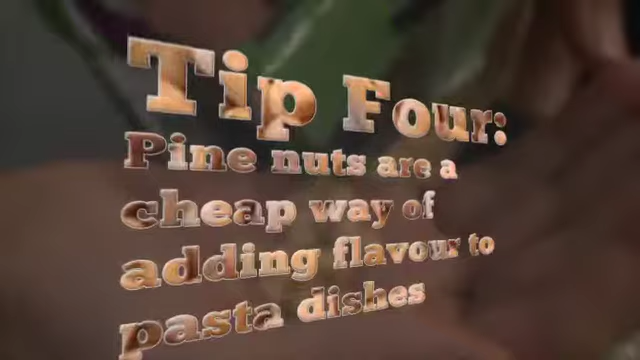 Tip Four:
Pine nuts are a
cheap way of
adding flavour to
pasta dishes